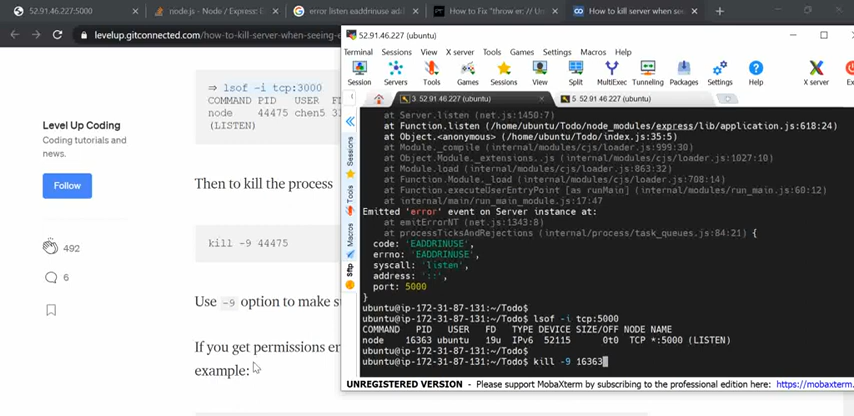 52.91.46.227:5000
node.js - Node / Express: E
error listen eaddrinuse add
How to Fix "throw er; // Un
How to kill server when see
levelup.gitconnected.com/how-to-kill-server-when-seeing-e
⇒ lsof -i tcp:3000
COMMAND PID USER FD
node 44475 chen5 31
(LISTEN)
Level Up Coding
Coding tutorials and
news.
Follow
492
6
Then to kill the process
kill -9 44475
Use -9 option to make s
If you get permissions er
example:
52.91.46.227 (ubuntu)
Terminal Sessions View X server Tools Games Settings Macros Help
Session Servers Tools Games Sessions View Split MultiExec Tunneling Packages Settings Help X server Exi
3. 52.91.46.227 (ubuntu)
5. 52.91.46.227 (ubuntu)
Sessions
Tools
Macros
Sftp
at Server.listen (net.js:1450:7)
at Function.listen (/home/ubuntu/Todo/node_modules/express/lib/application.js:618:24)
at Object.<anonymous> (/home/ubuntu/Todo/index.js:35:5)
at Module._compile (internal/modules/cjs/loader.js:999:30)
at Object.Module._extensions..js (internal/modules/cjs/loader.js:1027:10)
at Module.load (internal/modules/cjs/loader.js:863:32)
at Function.Module._load (internal/modules/cjs/loader.js:708:14)
at Function.executeUserEntryPoint [as runMain] (internal/modules/run_main.js:60:12)
at internal/main/run_main_module.js:17:47
Emitted 'error' event on Server instance at:
at emitErrorNT (net.js:1343:8)
at processTicksAndRejections (internal/process/task_queues.js:84:21) {
code: 'EADDRINUSE',
errno: 'EADDRINUSE',
syscall: 'listen',
address: '::',
port: 5000
}
ubuntu@ip-172-31-87-131:~/Todo$
ubuntu@ip-172-31-87-131:~/Todo$ lsof -i tcp:5000
COMMAND PID USER FD TYPE DEVICE SIZE/OFF NODE NAME
node 16363 ubuntu 19u IPv6 52115 0t0 TCP *:5000 (LISTEN)
ubuntu@ip-172-31-87-131:~/Todo$
ubuntu@ip-172-31-87-131:~/Todo$ kill -9 16363
UNREGISTERED VERSION - Please support MobaXterm by subscribing to the professional edition here: https://mobaxterm.